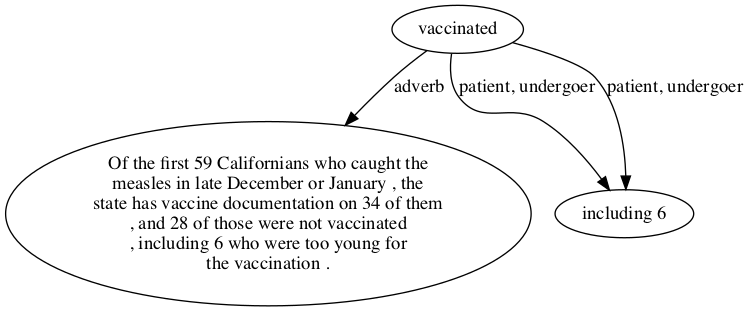 vaccinated
adverb
patient, undergoer
patient, undergoer
Of the first 59 Californians who caught the
measles in late December or January , the
state has vaccine documentation on 34 of them
, and 28 of those were not vaccinated
, including 6 who were too young for
the vaccination .
including 6